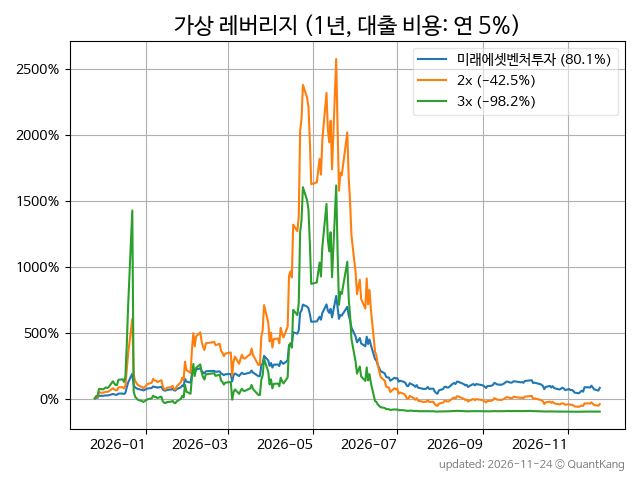 가상 레버리지 (1년, 대출 비용: 연 5%)
미래에셋벤처투자 (80.1%)
2x (−42.5%)
3x (−98.2%)
2500%
2000%
1500%
1000%
500%
0%
2026-01 2026-03 2026-05 2026-07 2026-09 2026-11
updated: 2026-11-24 © QuantKang